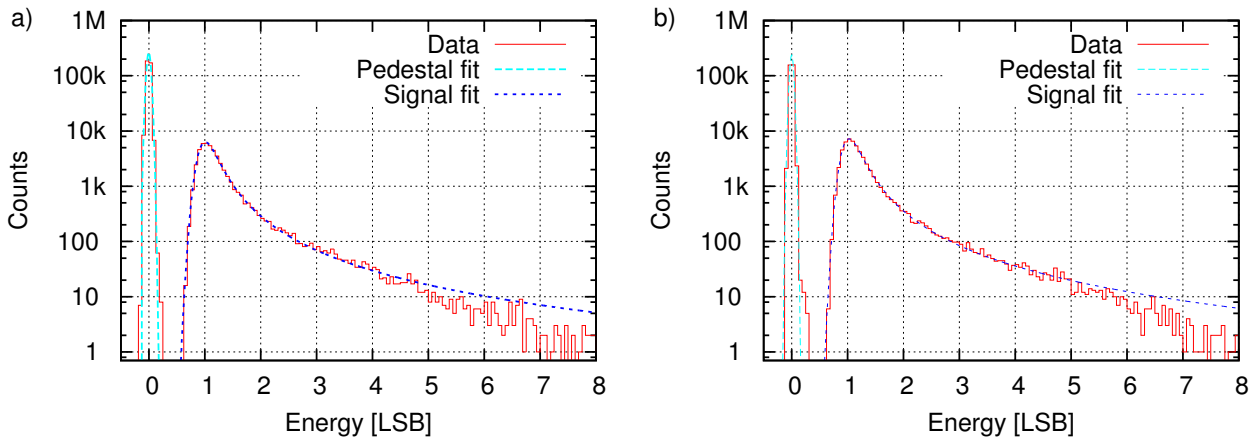 a)
1M
100k
10k
1k
100
10
1
Counts
Data
Pedestal fit
Signal fit
0 1 2 3 4 5 6 7 8
Energy [LSB]
b)
1M
100k
10k
1k
100
10
1
Counts
Data
Pedestal fit
Signal fit
0 1 2 3 4 5 6 7 8
Energy [LSB]